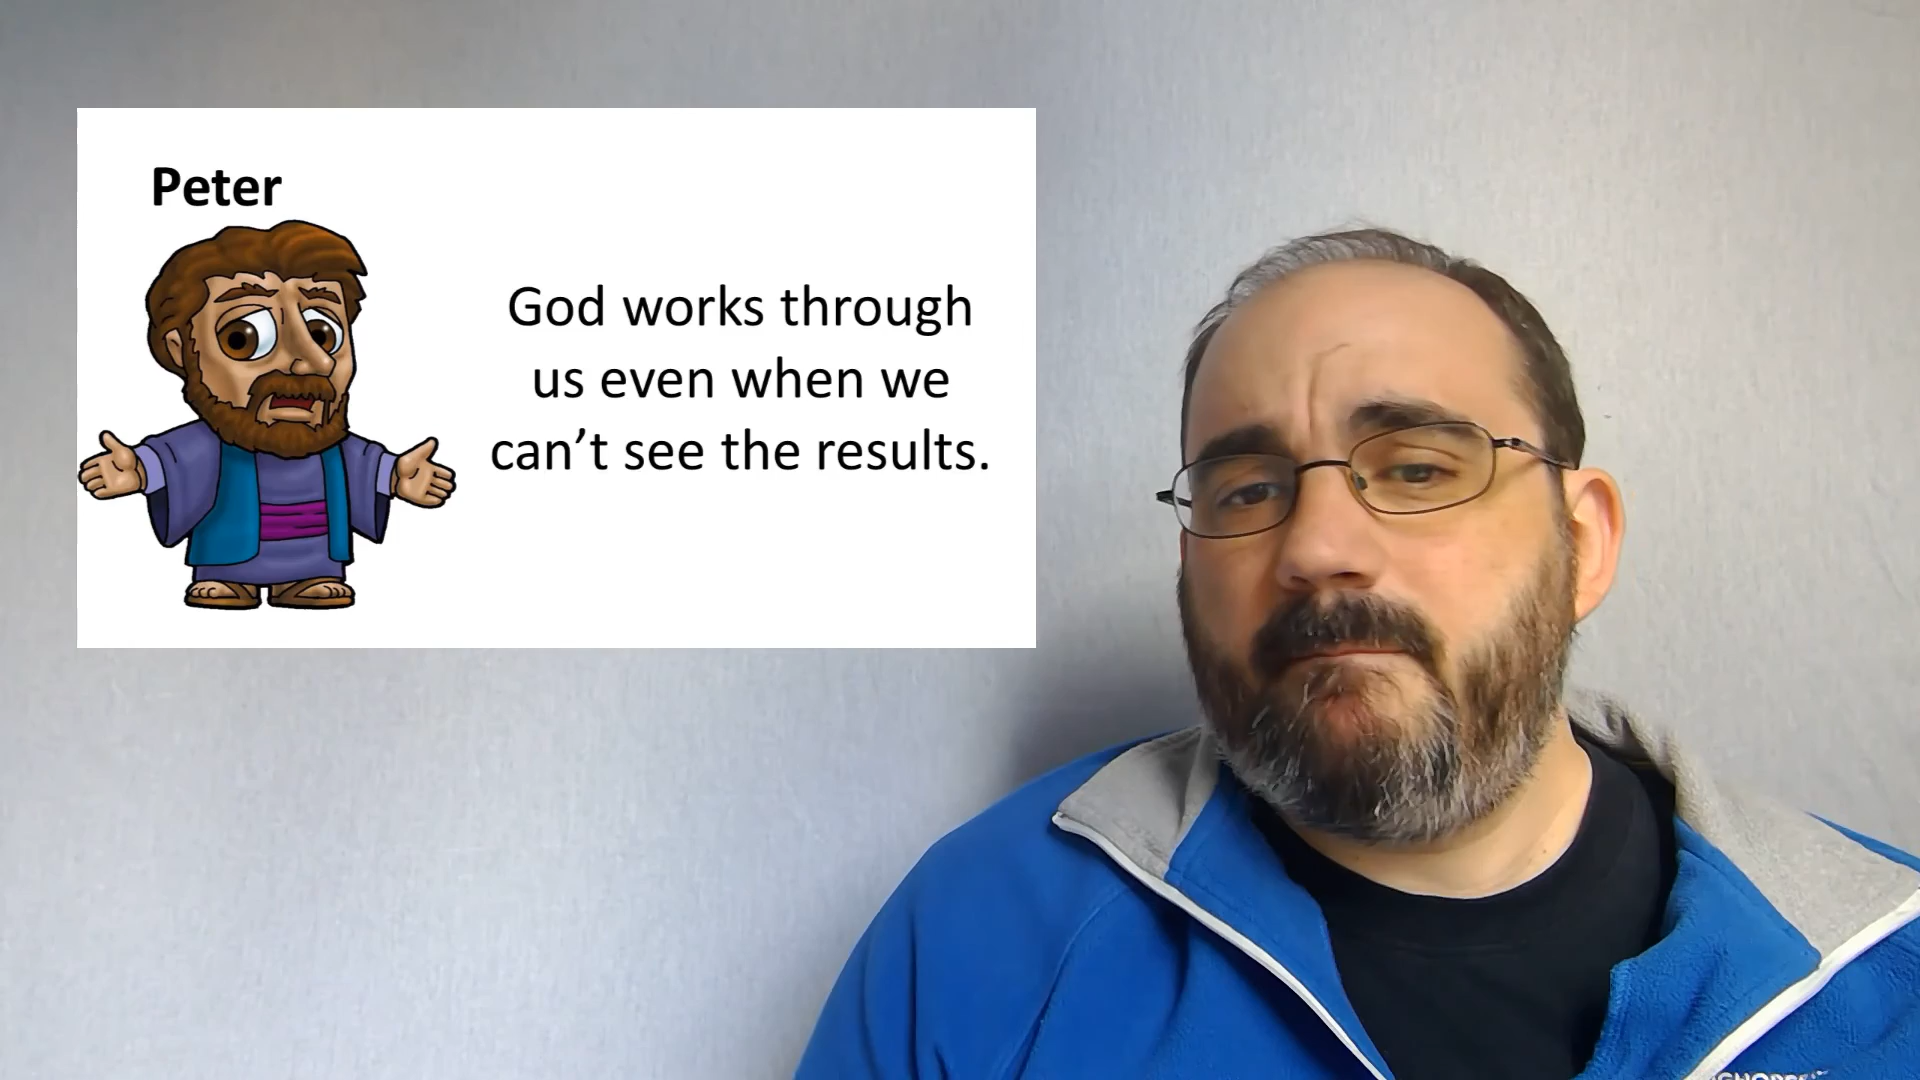 Peter
God works through
us even when we
can’t see the results.